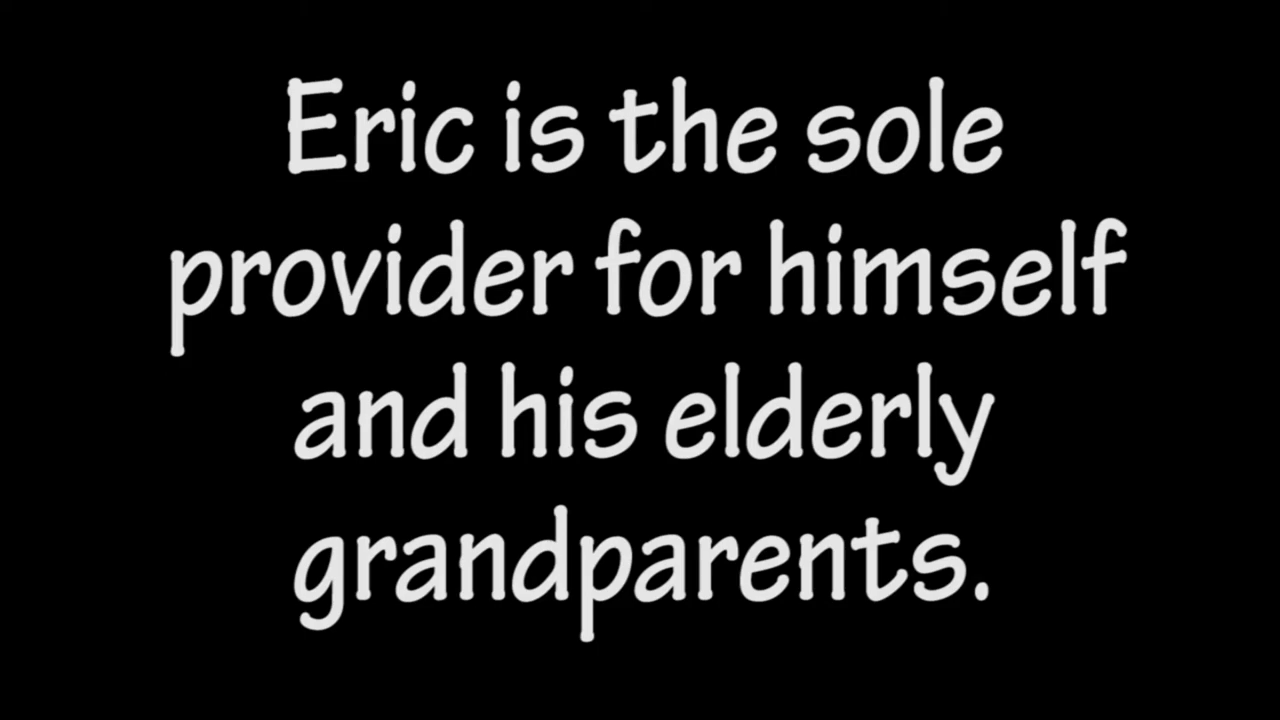 Eric is the sole
provider for himself
and his elderly
grandparents.